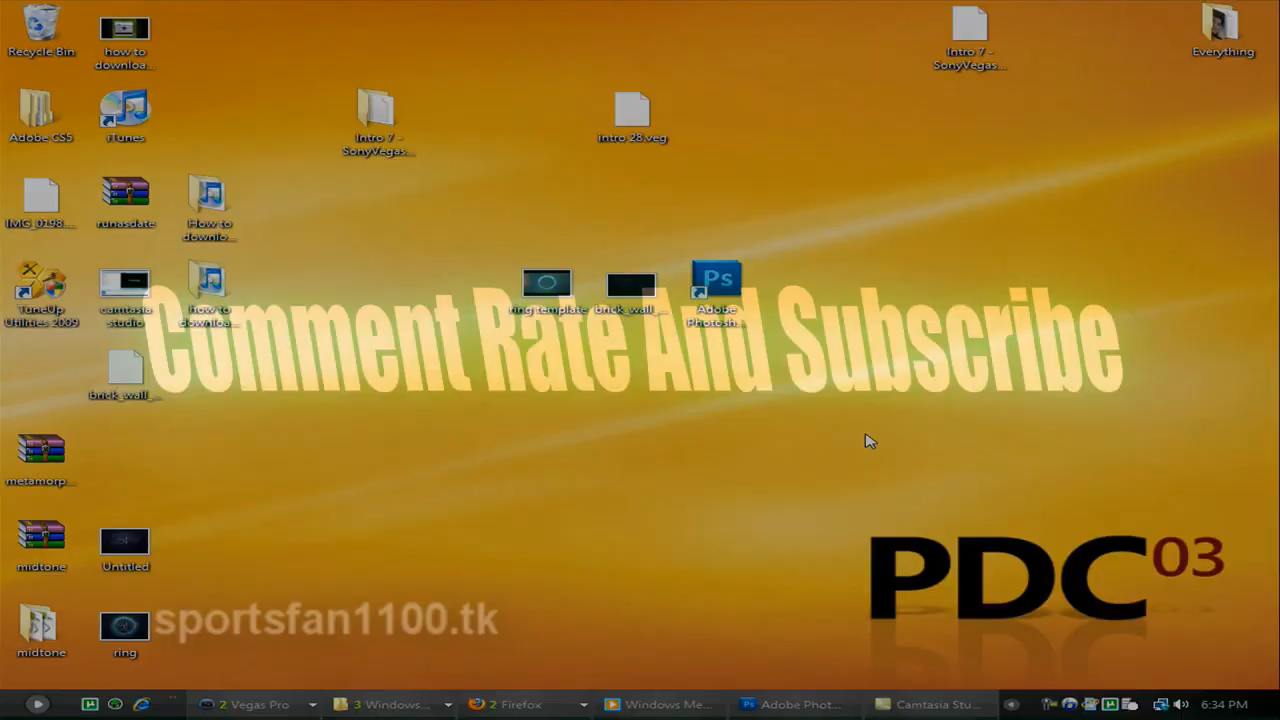 Recycle Bin
how to
downloa...
Intro 7 -
SonyVegas...
Everything
Adobe CS5
iTunes
Intro 7 -
SonyVegas...
intro 28.veg
IMG_0198....
runasdate
How to
downlo...
TuneUp
Utilities 2009
camtasia
studio
how to
downloa...
ring template
brick_wall_...
Adobe
Photosh...
Comment Rate And Subscribe
brick_wall_...
metamorp...
PDC03
midtone
Untitled
sportsfan1100.tk
midtone
ring
2 Vegas Pro
3 Windows...
2 Firefox
Windows Me...
Adobe Phot...
Camtasia Stu...
6:34 PM